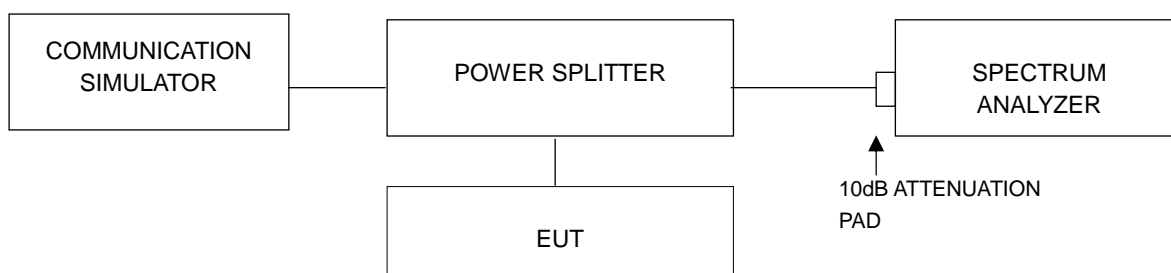 COMMUNICATION
SIMULATOR
POWER SPLITTER
SPECTRUM
ANALYZER
10dB ATTENUATION
PAD
EUT